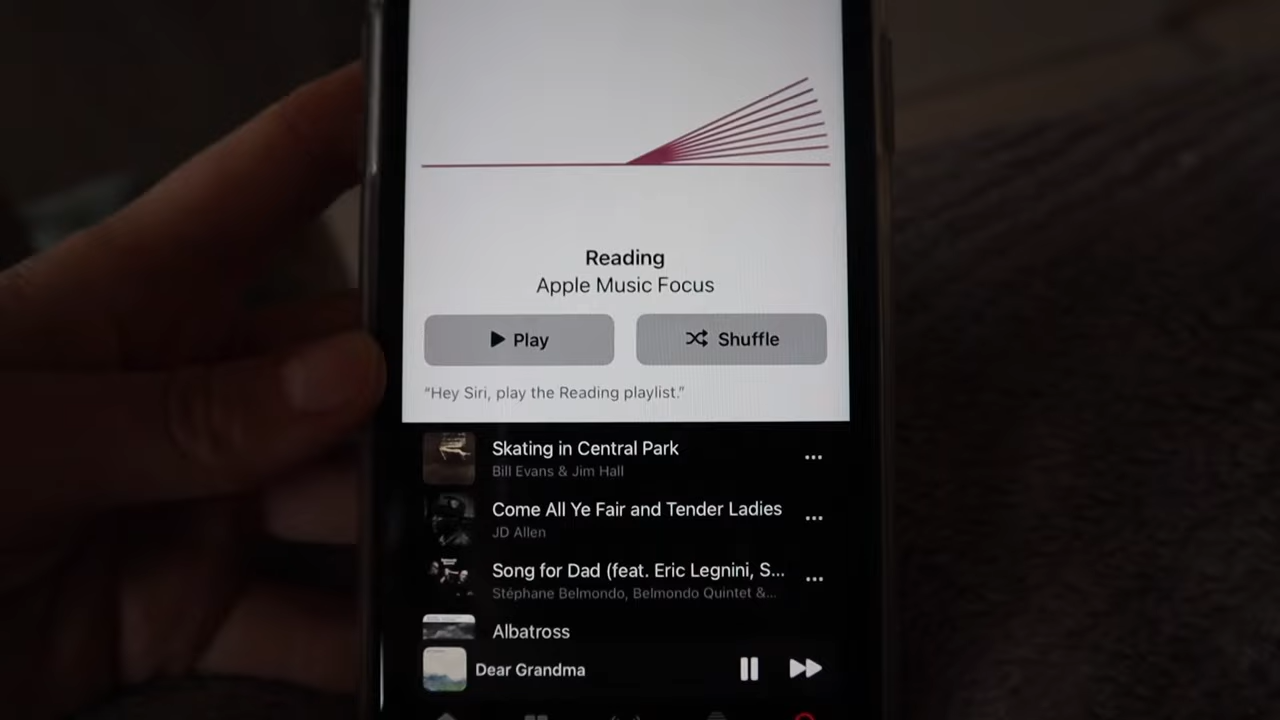 Reading
Apple Music Focus
Play
Shuffle
"Hey Siri, play the Reading playlist."
Skating in Central Park
Bill Evans & Jim Hall
Come All Ye Fair and Tender Ladies
JD Allen
Song for Dad (feat. Eric Legnini, S...
Stéphane Belmondo, Belmondo Quintet &...
Albatross
Dear Grandma